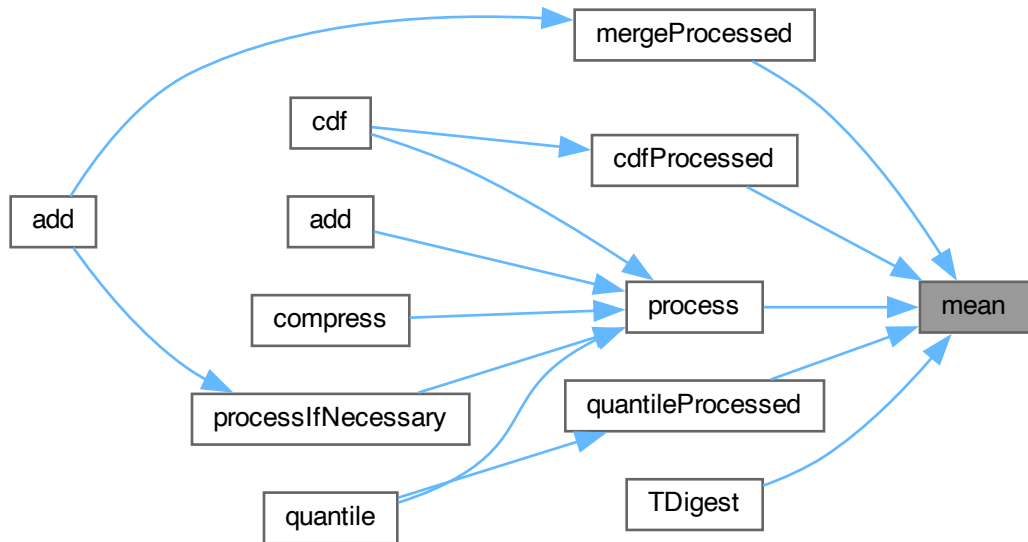 mergeProcessed
cdf
cdfProcessed
add
add
process
mean
compress
quantileProcessed
processIfNecessary
TDigest
quantile